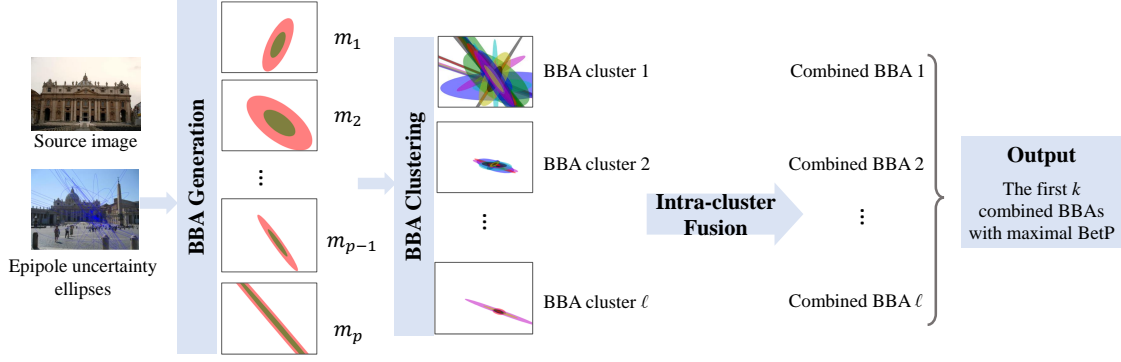 Source image
Epipole uncertainty
ellipses
BBA Generation
m₁
m₂
...
mₚ₋₁
mₚ
BBA Clustering
BBA cluster 1
BBA cluster 2
...
BBA cluster ℓ
Intra-cluster
Fusion
Combined BBA 1
Combined BBA 2
...
Combined BBA ℓ
Output
The first k
combined BBAs
with maximal BetP